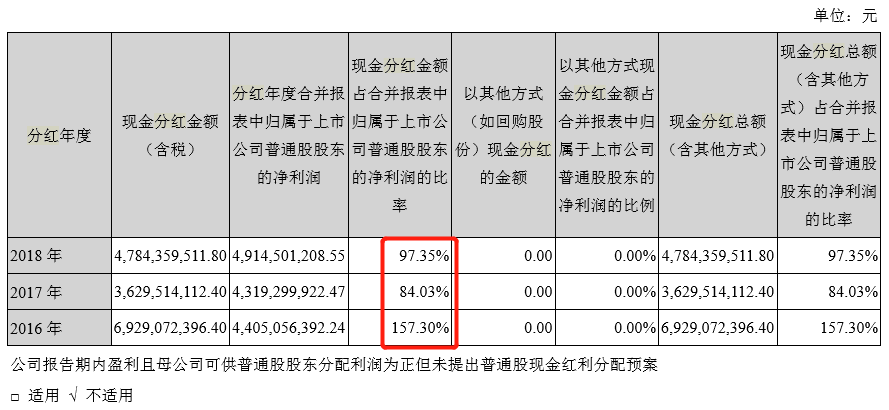 单位：元
分红年度
现金分红金额
（含税）
分红年度合并报
表中归属于上市
公司普通股股东
的净利润
现金分红金额
占合并报表中
归属于上市公
司普通股股东
的净利润的比
率
以其他方式
（如回购股
份）现金分红
的金额
以其他方式现
金分红金额占
合并报表中归
属于上市公司
普通股股东的
净利润的比例
现金分红总额
（含其他方式）
现金分红总额
（含其他方
式）占合并报
表中归属于上
市公司普通股
股东的净利润
的比率
2018 年 4,784,359,511.80 4,914,501,208.55 97.35% 0.00 0.00% 4,784,359,511.80 97.35%
2017 年 3,629,514,112.40 4,319,299,922.47 84.03% 0.00 0.00% 3,629,514,112.40 84.03%
2016 年 6,929,072,396.40 4,405,056,392.24 157.30% 0.00 0.00% 6,929,072,396.40 157.30%
公司报告期内盈利且母公司可供普通股股东分配利润为正但未提出普通股现金红利分配预案
□ 适用 √ 不适用